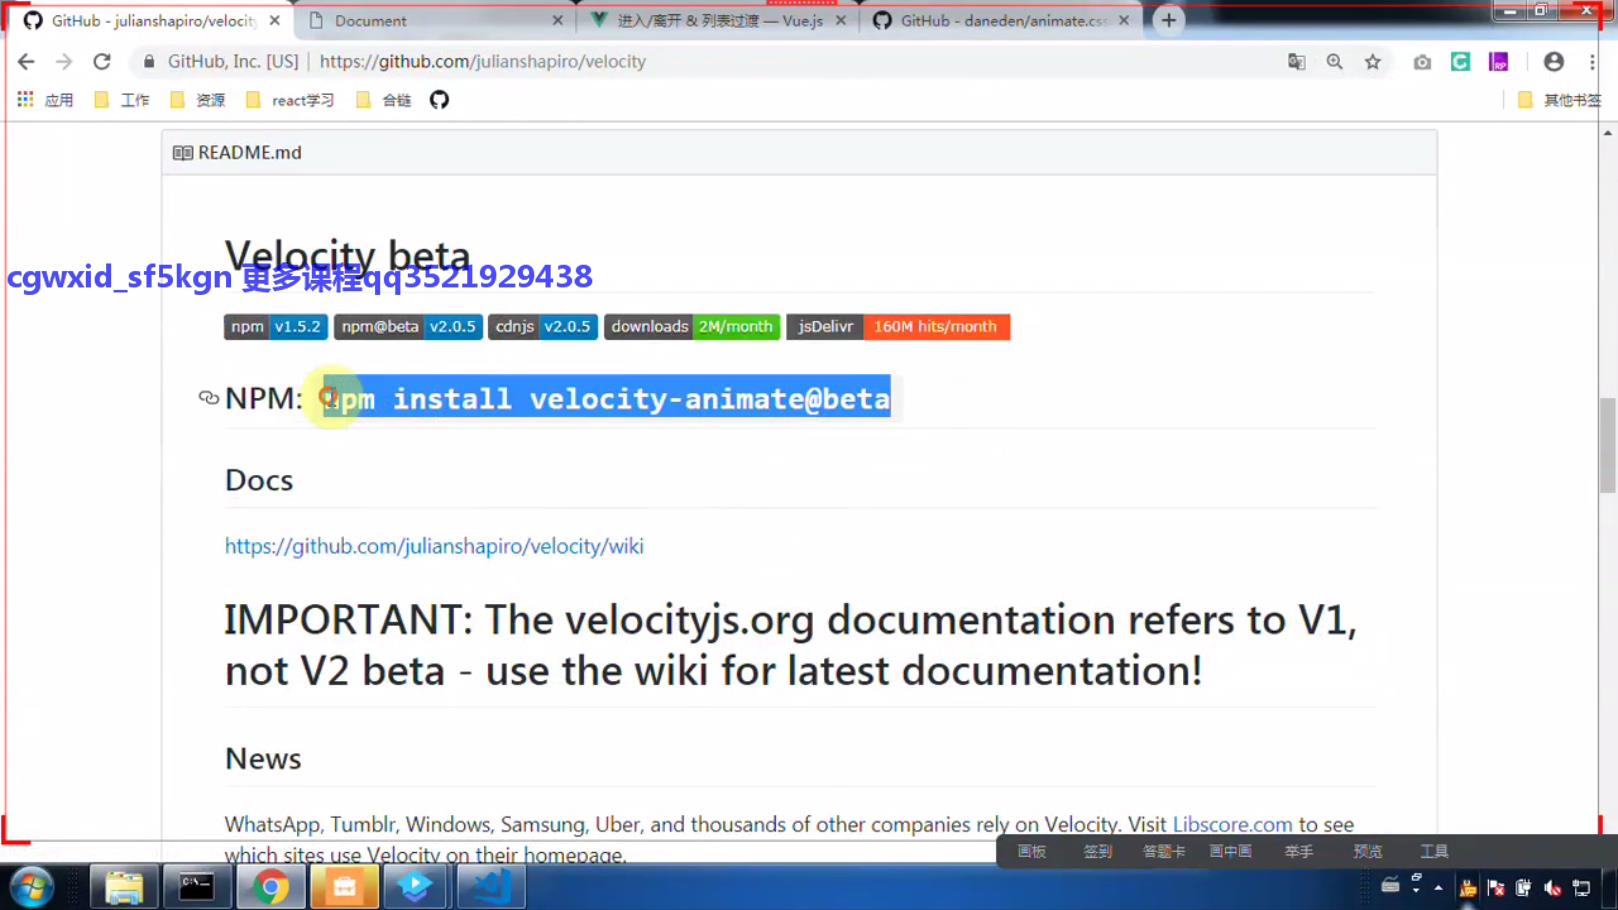 GitHub - julianshapiro/velocity
Document
进入/离开 & 列表过渡 — Vue.js
GitHub - daneden/animate.css
GitHub, Inc. [US]
https://github.com/julianshapiro/velocity
应用
工作
资源
react学习
合链
其他书签
README.md
Velocity beta
cgwxid_sf5kgn 更多课程qq3521929438
npm v1.5.2
npm@beta v2.0.5
cdnjs v2.0.5
downloads 2M/month
jsDelivr 160M hits/month
NPM: npm install velocity-animate@beta
Docs
https://github.com/julianshapiro/velocity/wiki
IMPORTANT: The velocityjs.org documentation refers to V1,
not V2 beta - use the wiki for latest documentation!
News
WhatsApp, Tumblr, Windows, Samsung, Uber, and thousands of other companies rely on Velocity. Visit Libscore.com to see
which sites use Velocity on their homepage.
画板
签到
答题卡
画中画
举手
预览
工具